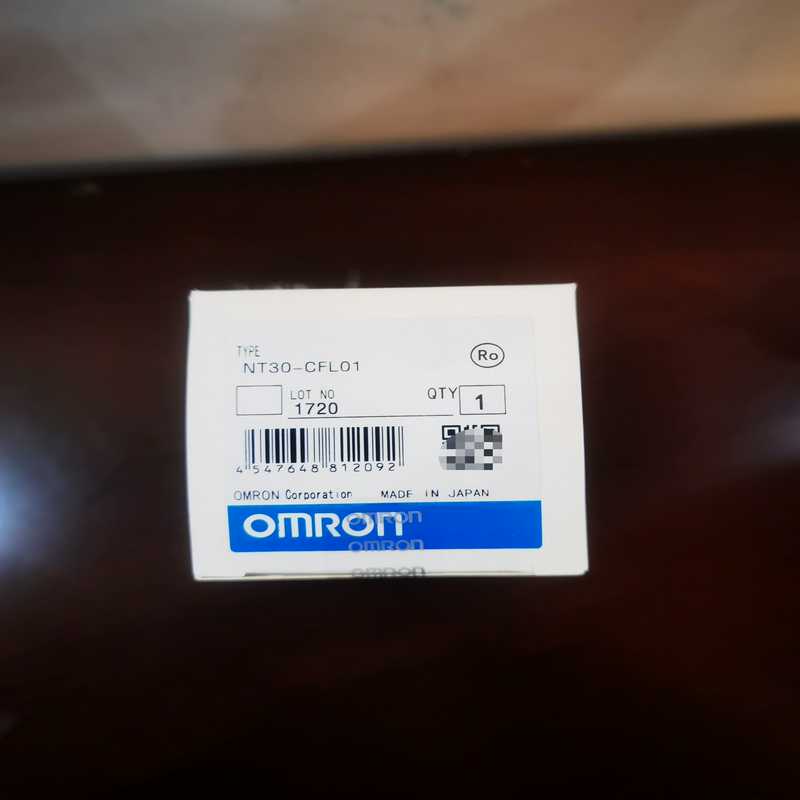 TYPE
NT30-CFL01
Ro
LOT NO
1720
QTY 1
4 547648 812092
OMRON Corporation MADE IN JAPAN
OMRON
OMRON
OMRON
OMRON